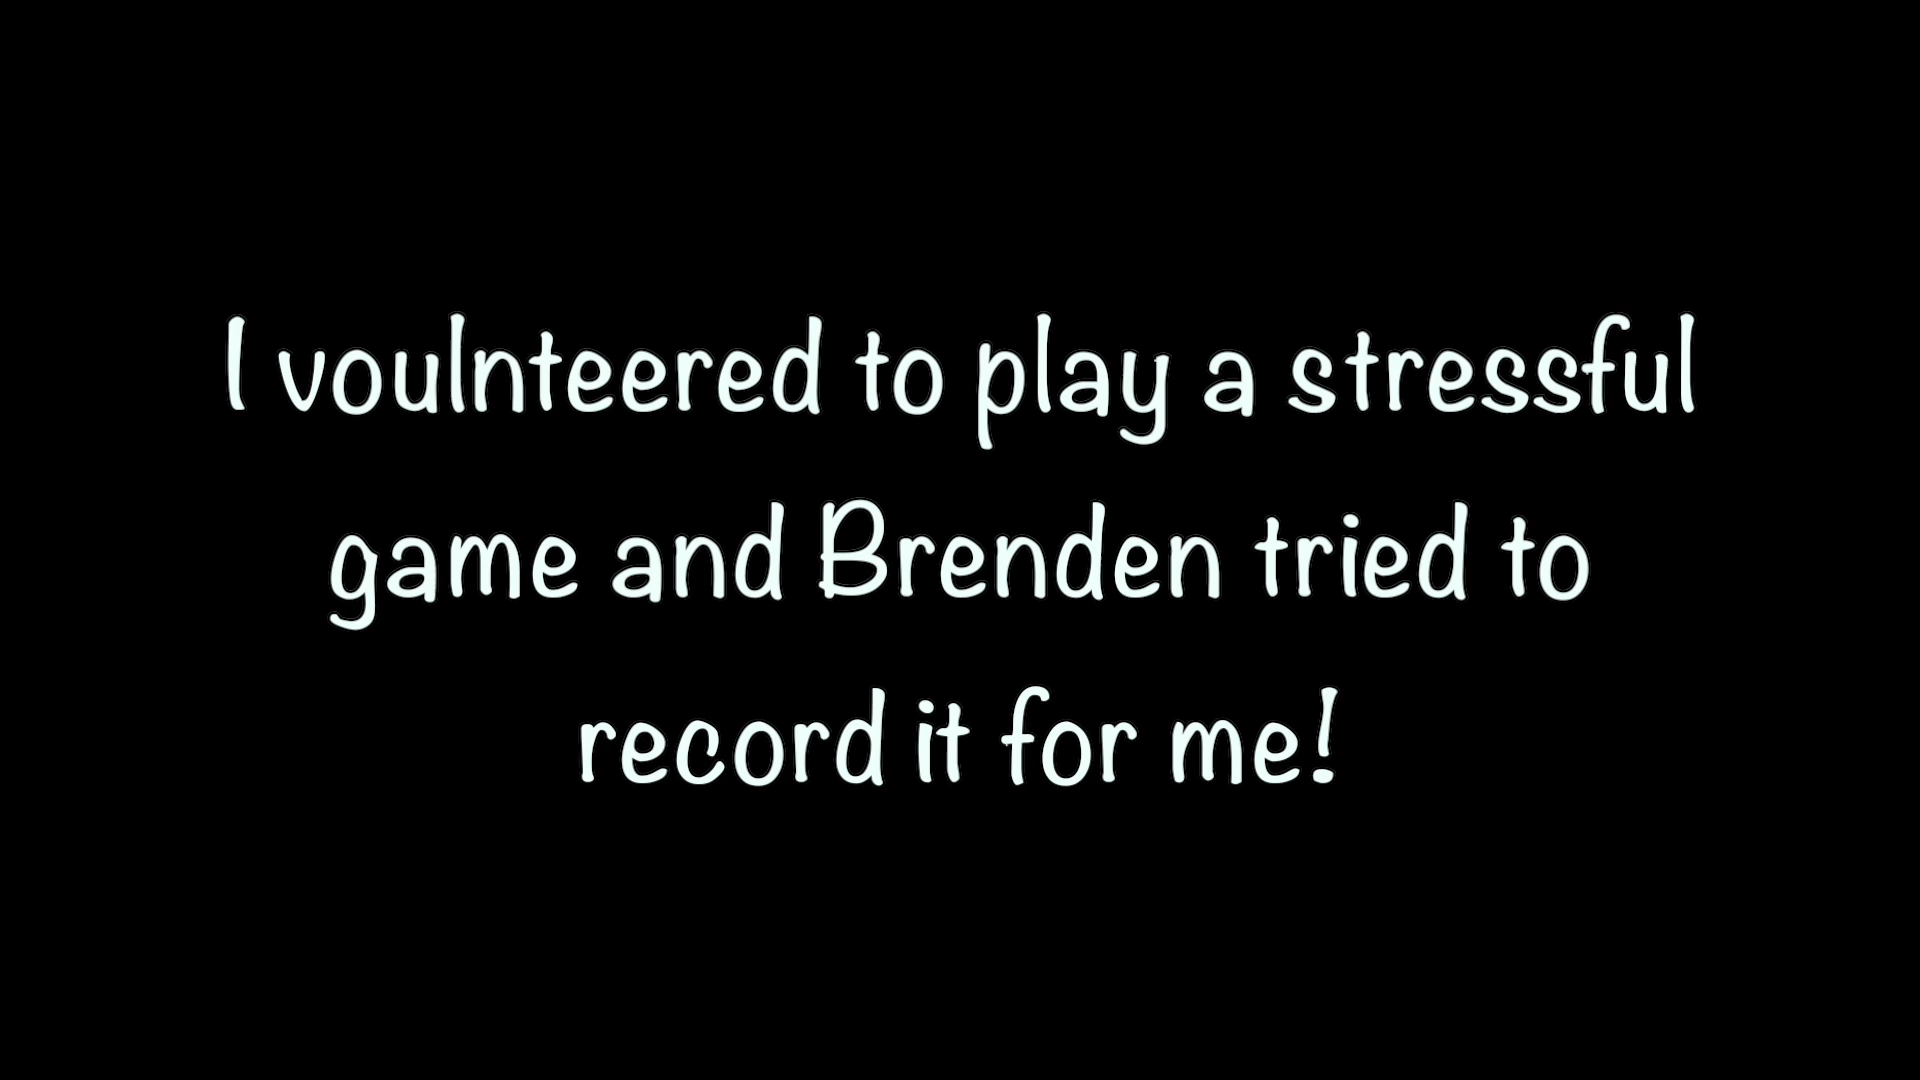 I voulnteered to play a stressful
game and Brenden tried to
record it for me!